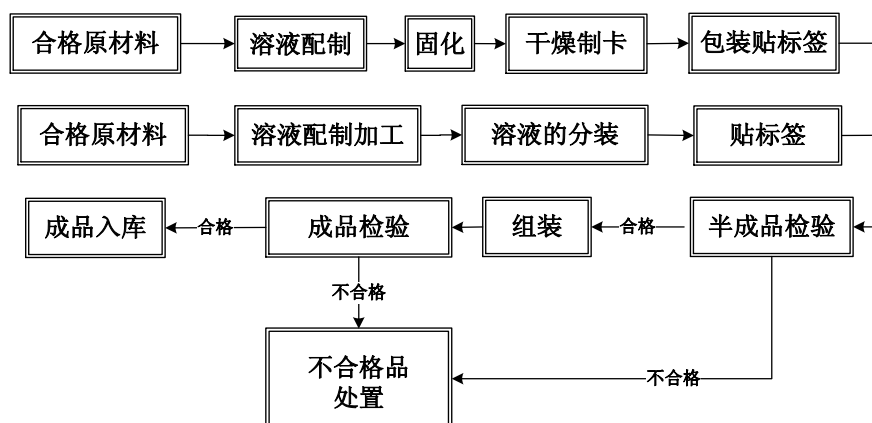 合格原材料
溶液配制
固化
干燥制卡
包装贴标签
合格原材料
溶液配制加工
溶液的分装
贴标签
成品入库
合格
成品检验
组装
合格
半成品检验
不合格
不合格品
处置
不合格